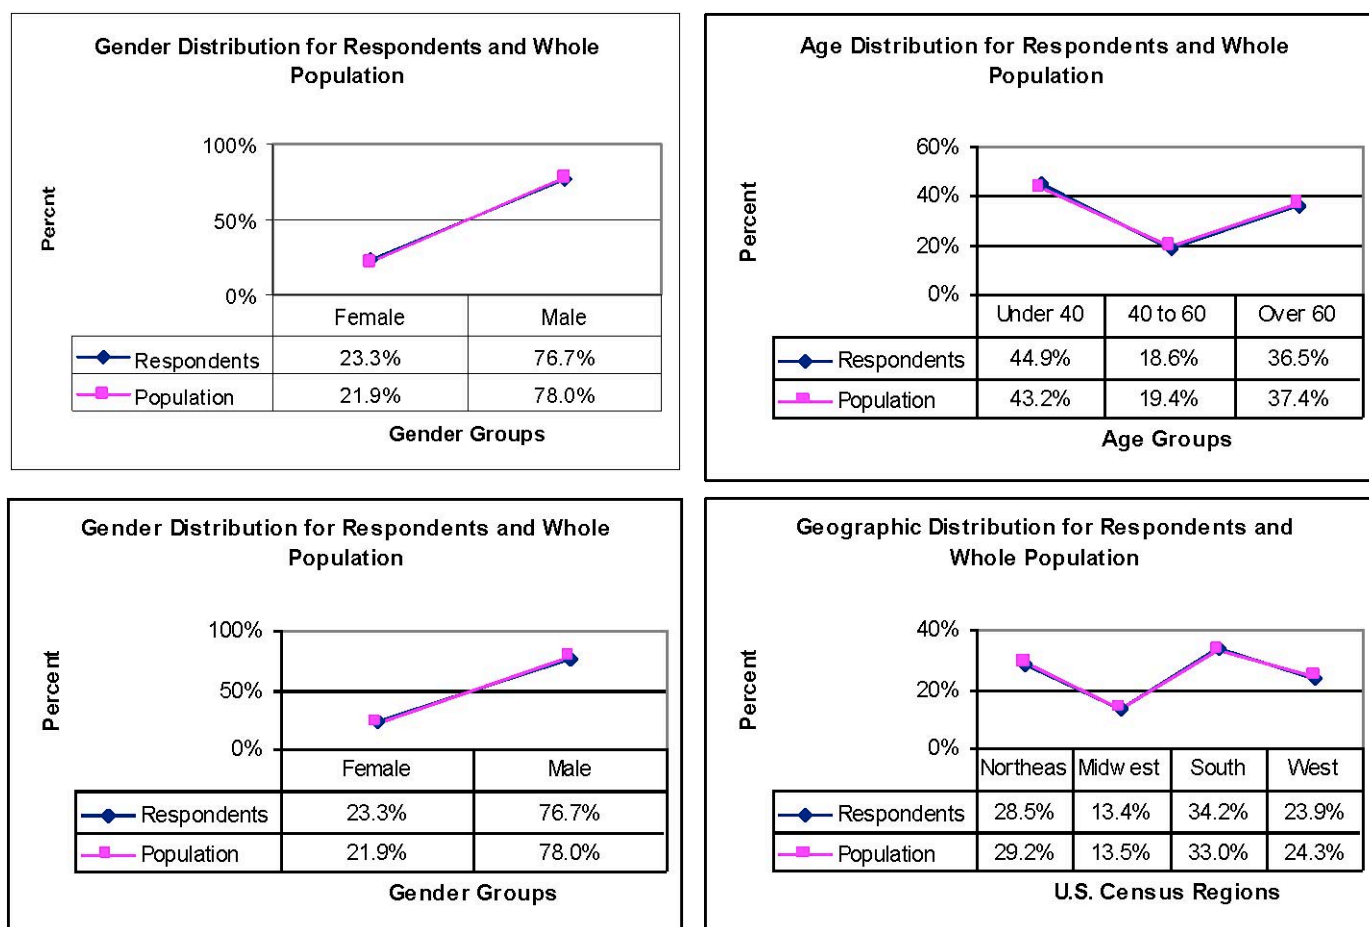 Gender Distribution for Respondents and Whole
Population
Percent
100%
50%
0%
Female Male
Respondents 23.3% 76.7%
Population 21.9% 78.0%
Gender Groups
Age Distribution for Respondents and Whole
Population
Percent
60%
40%
20%
0%
Under 40 40 to 60 Over 60
Respondents 44.9% 18.6% 36.5%
Population 43.2% 19.4% 37.4%
Age Groups
Gender Distribution for Respondents and Whole
Population
Percent
100%
50%
0%
Female Male
Respondents 23.3% 76.7%
Population 21.9% 78.0%
Gender Groups
Geographic Distribution for Respondents and
Whole Population
Percent
40%
20%
0%
Northeas Midwest South West
Respondents 28.5% 13.4% 34.2% 23.9%
Population 29.2% 13.5% 33.0% 24.3%
U.S. Census Regions